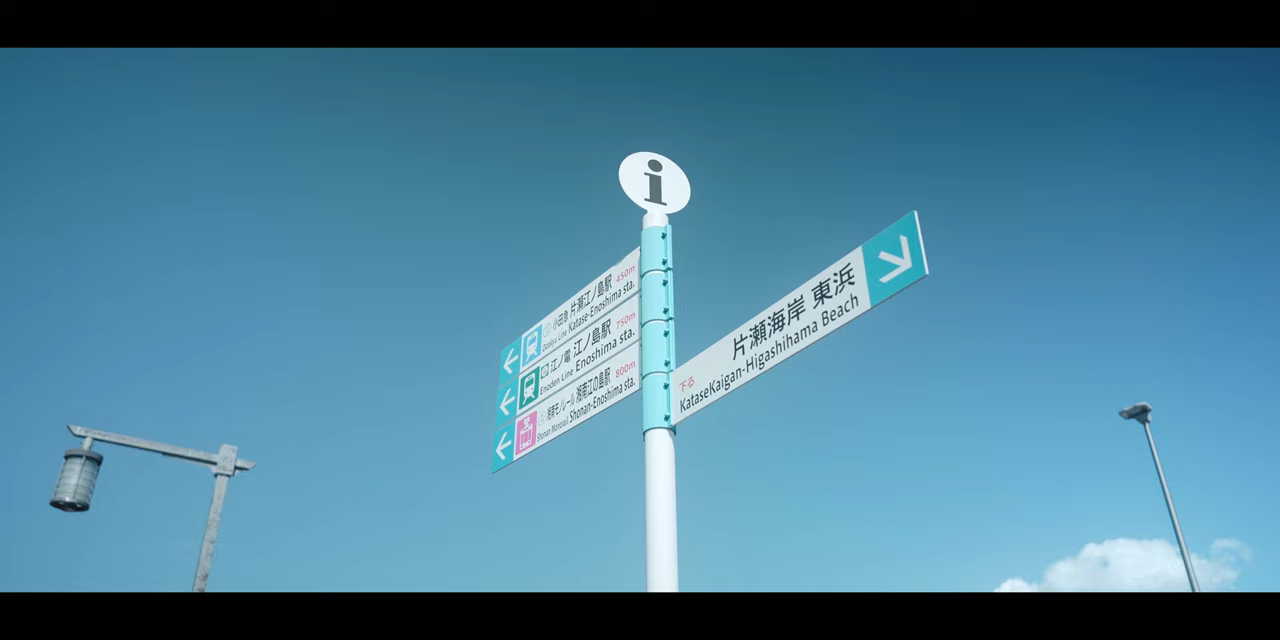 i
小田急 片瀬江ノ島駅 450m
Odakyu Line Katase-Enoshima sta.
江ノ電 江ノ島駅 750m
Enoden Line Enoshima sta.
湘南モノレール 湘南江の島駅 800m
Shonan Monorail Shonan-Enoshima sta.
片瀬海岸 東浜
下る
KataseKaigan-Higashihama Beach